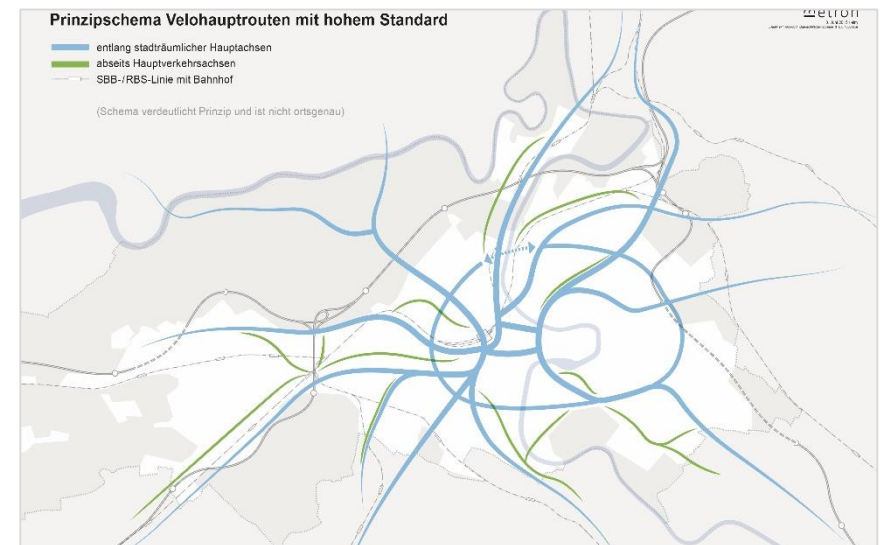 Prinzipschema Velohauptrouten mit hohem Standard
metron
entlang stadträumlicher Hauptachsen
abseits Hauptverkehrsachsen
SBB-/RBS-Linie mit Bahnhof
(Schema verdeutlicht Prinzip und ist nicht ortsgenau)